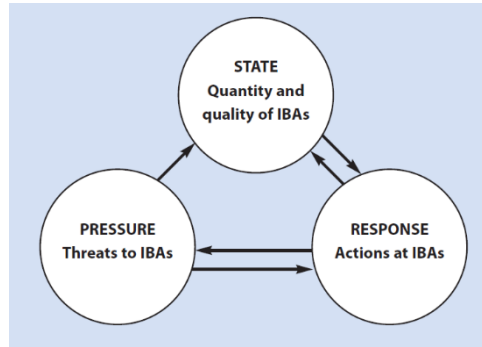 STATE
Quantity and
quality of IBAs
PRESSURE
Threats to IBAs
RESPONSE
Actions at IBAs